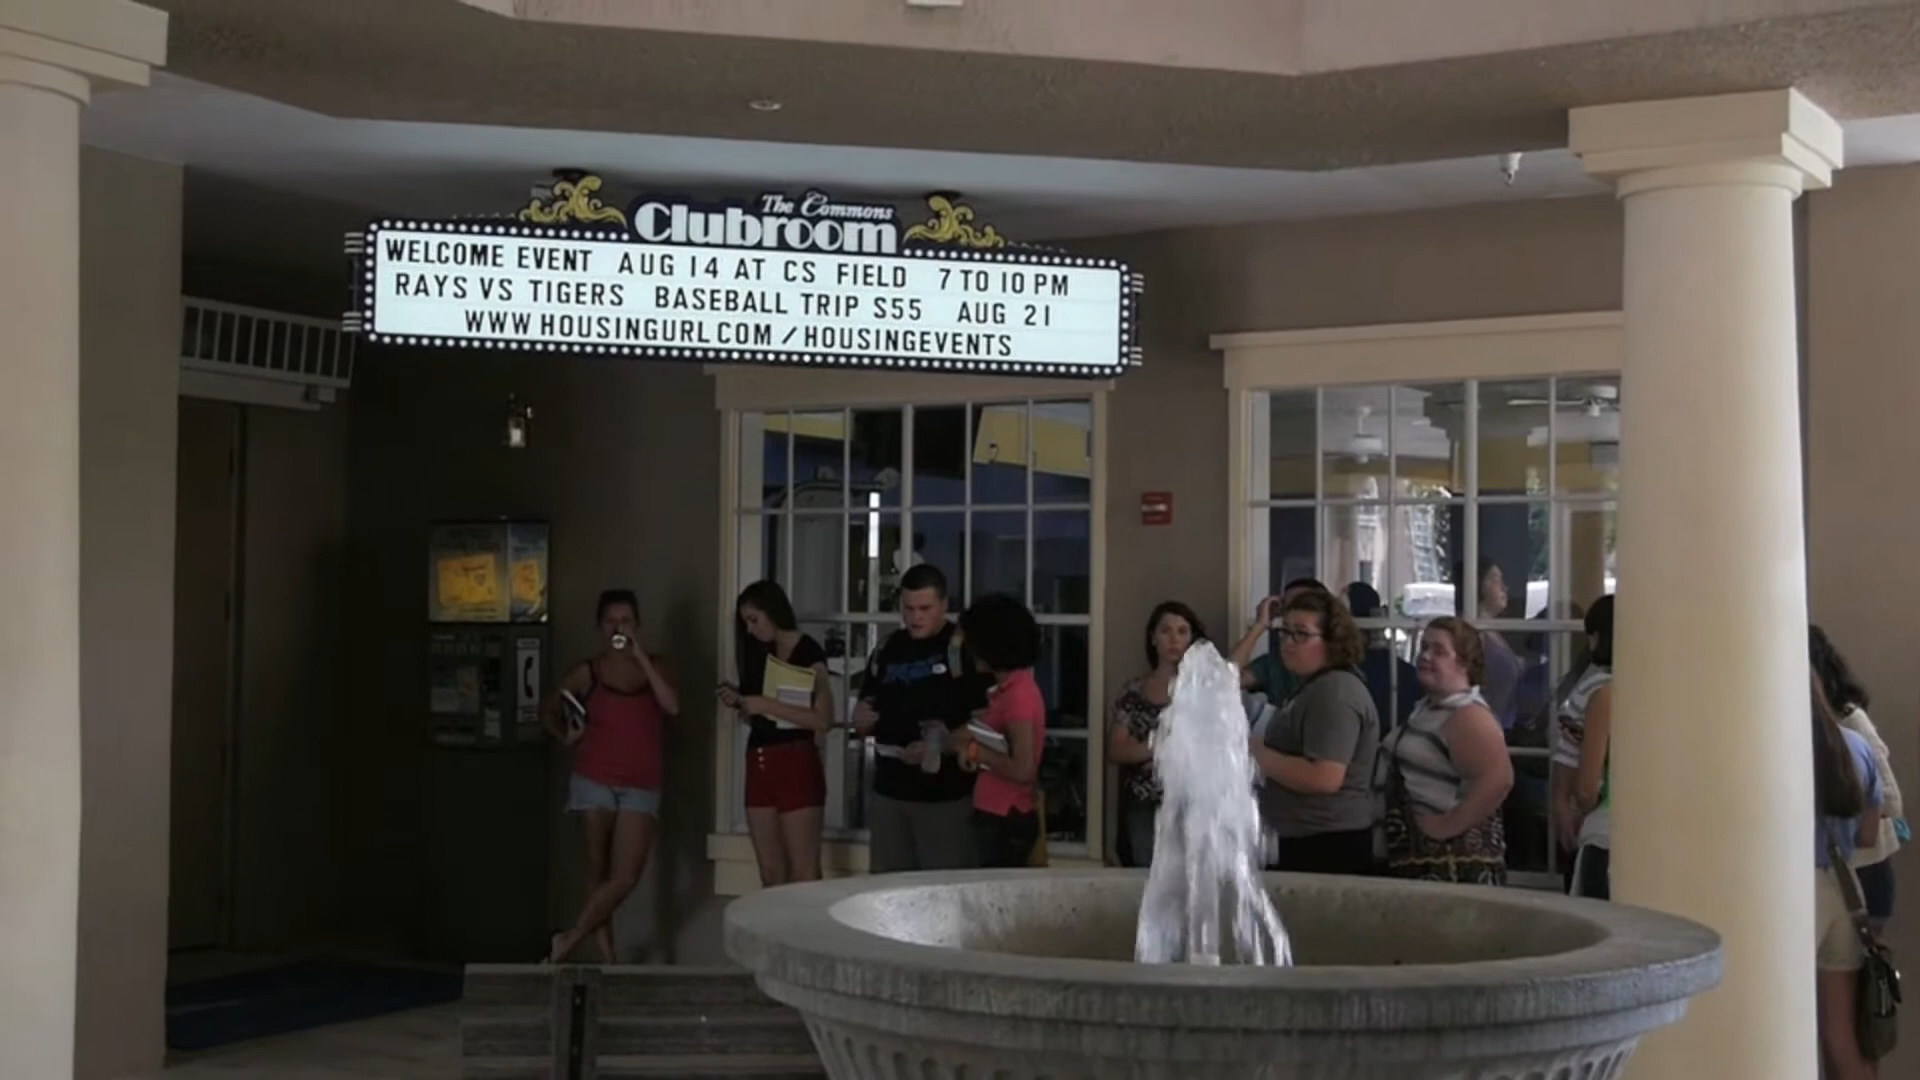 The Commons
Clubroom
WELCOME EVENT AUG 14 AT CS FIELD 7 TO 10 PM
RAYS VS TIGERS BASEBALL TRIP S55 AUG 21
WWW HOUSINGURL.COM / HOUSINGEVENTS